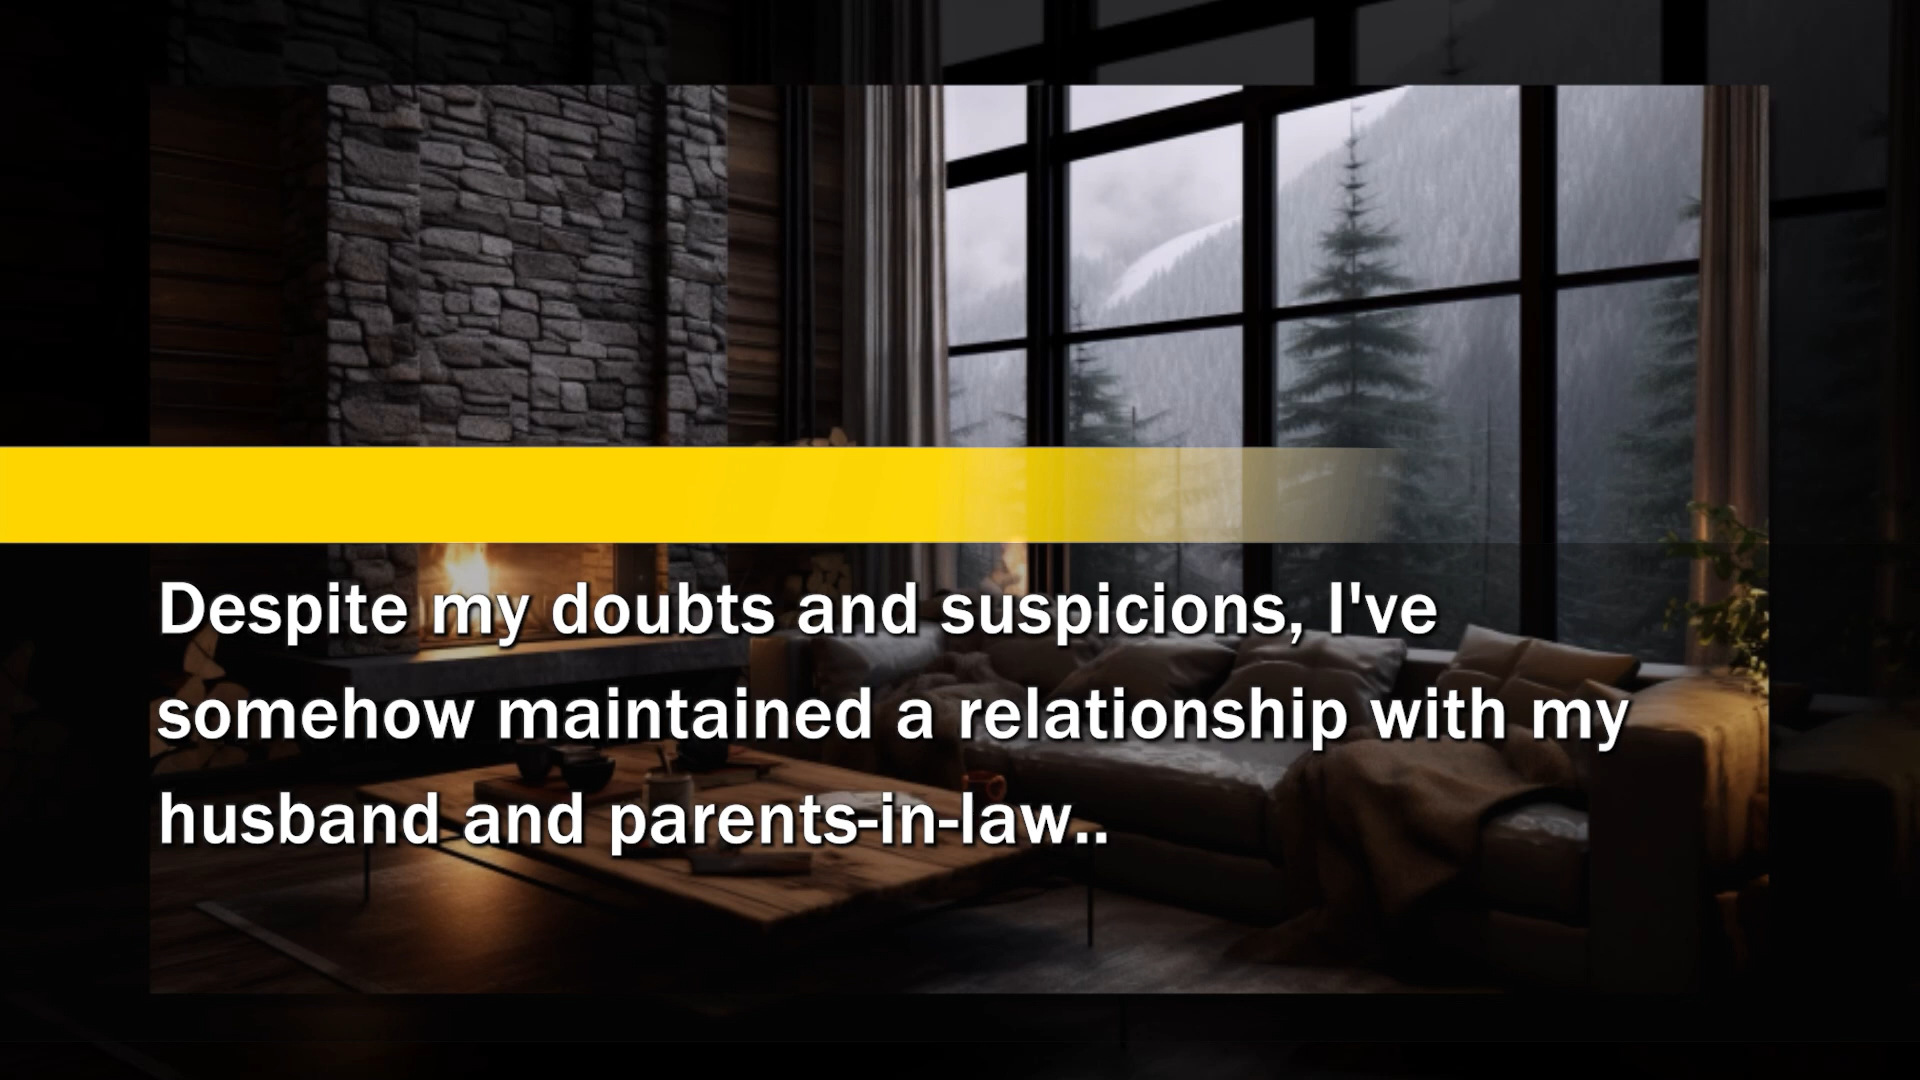 Despite my doubts and suspicions, I've
somehow maintained a relationship with my
husband and parents-in-law..